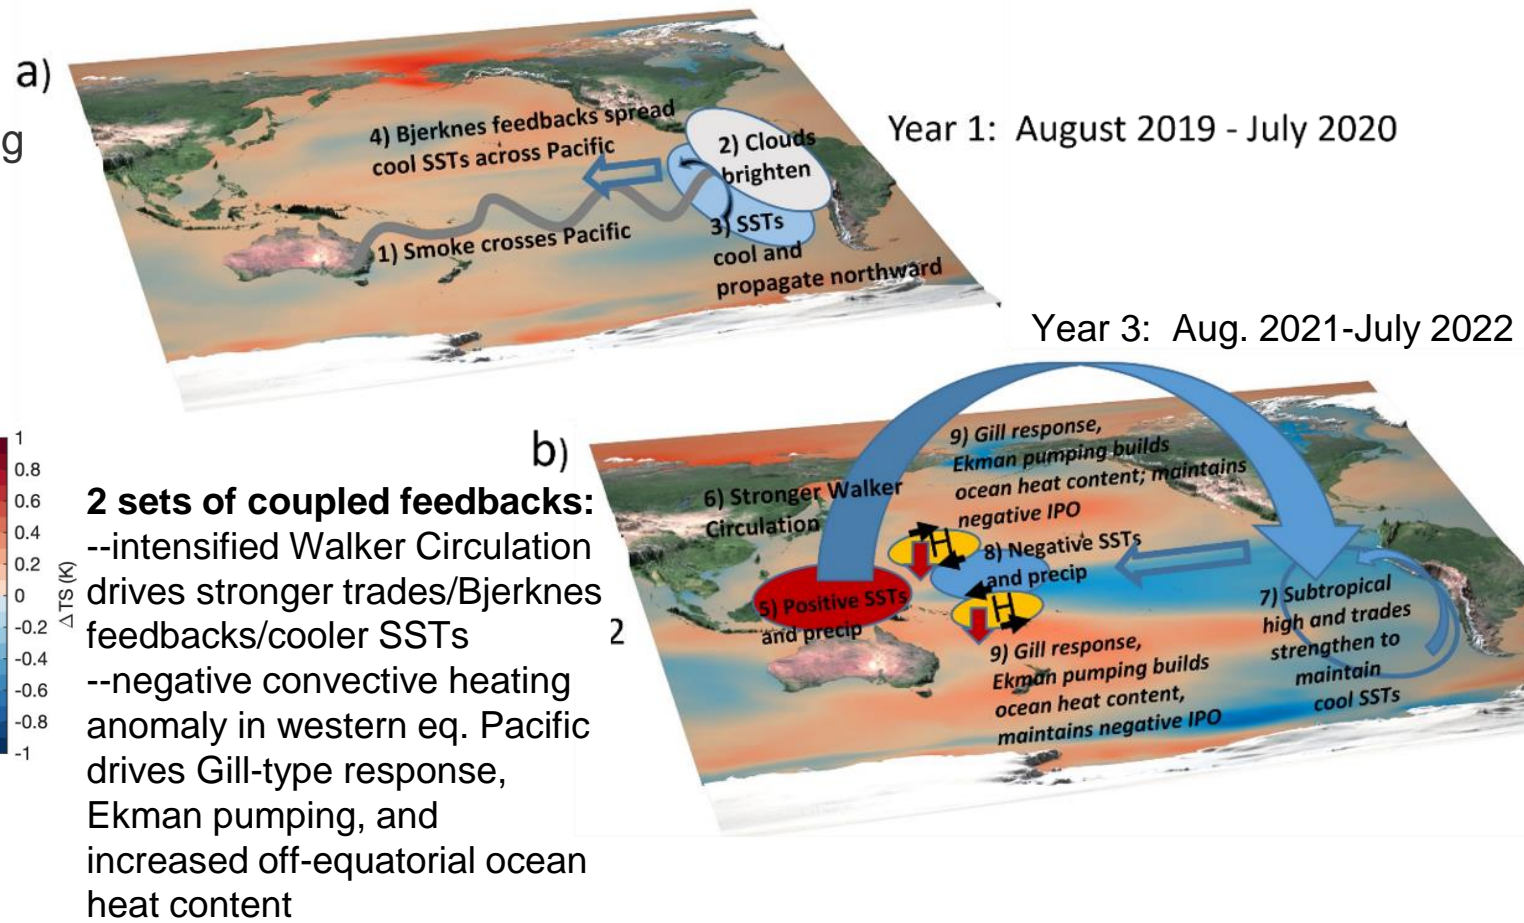 a)
g
4) Bjerknes feedbacks spread
cool SSTs across Pacific
2) Clouds
brighten
1) Smoke crosses Pacific
3) SSTs
cool and
propagate northward
Year 1: August 2019 - July 2020
Year 3: Aug. 2021-July 2022
b)
1
0.8
0.6
0.4
0.2
0
-0.2
-0.4
-0.6
-0.8
-1
△TS (K)
2 sets of coupled feedbacks:
--intensified Walker Circulation
drives stronger trades/Bjerknes
feedbacks/cooler SSTs
--negative convective heating
anomaly in western eq. Pacific
drives Gill-type response,
Ekman pumping, and
increased off-equatorial ocean
heat content
2
9) Gill response,
Ekman pumping builds
ocean heat content; maintains
negative IPO
6) Stronger Walker
Circulation
H
8) Negative SSTs
and precip
5) Positive SSTs
and precip
H
7) Subtropical
high and trades
strengthen to
maintain
cool SSTs
9) Gill response,
Ekman pumping builds
ocean heat content,
maintains negative IPO